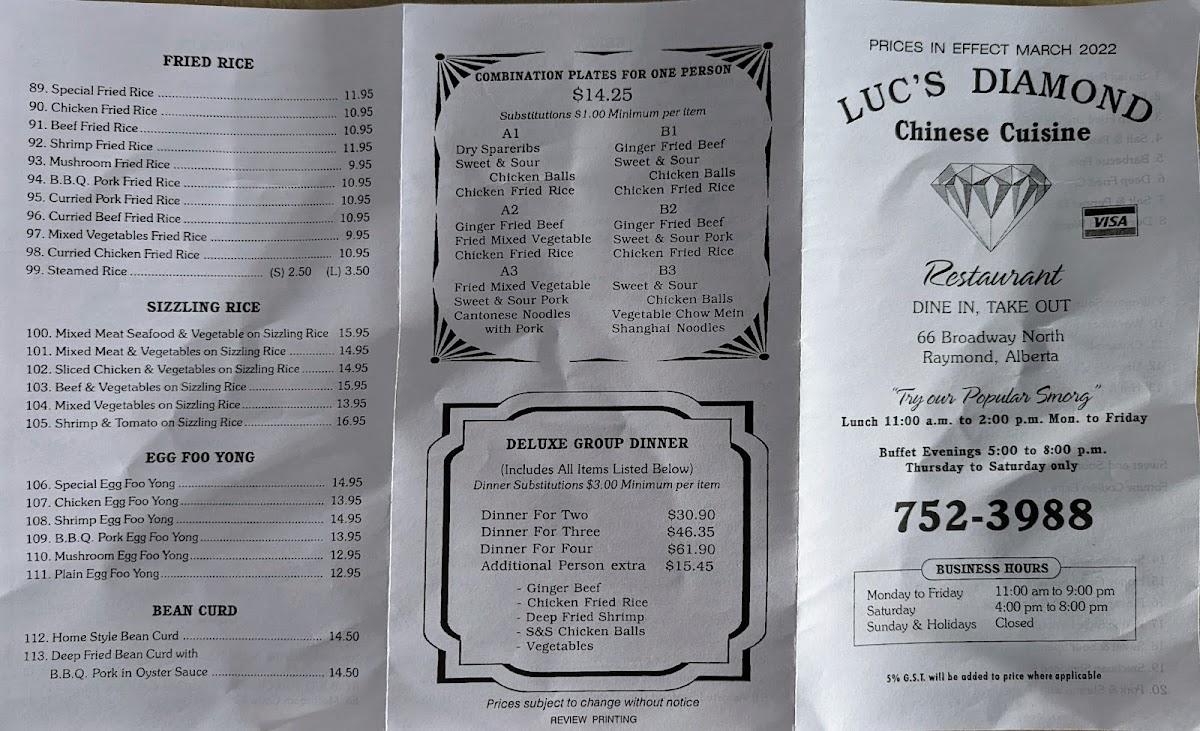 FRIED RICE
89. Special Fried Rice 11.95
90. Chicken Fried Rice 10.95
91. Beef Fried Rice 10.95
92. Shrimp Fried Rice 11.95
93. Mushroom Fried Rice 9.95
94. B.B.Q. Pork Fried Rice 10.95
95. Curried Pork Fried Rice 10.95
96. Curried Beef Fried Rice 10.95
97. Mixed Vegetables Fried Rice 9.95
98. Curried Chicken Fried Rice 10.95
99. Steamed Rice (S) 2.50 (L) 3.50
SIZZLING RICE
100. Mixed Meat Seafood & Vegetable on Sizzling Rice 15.95
101. Mixed Meat & Vegetables on Sizzling Rice 14.95
102. Sliced Chicken & Vegetables on Sizzling Rice 14.95
103. Beef & Vegetables on Sizzling Rice 15.95
104. Mixed Vegetables on Sizzling Rice 13.95
105. Shrimp & Tomato on Sizzling Rice 16.95
EGG FOO YONG
106. Special Egg Foo Yong 14.95
107. Chicken Egg Foo Yong 13.95
108. Shrimp Egg Foo Yong 14.95
109. B.B.Q. Pork Egg Foo Yong 13.95
110. Mushroom Egg Foo Yong 12.95
111. Plain Egg Foo Yong 12.95
BEAN CURD
112. Home Style Bean Curd 14.50
113. Deep Fried Bean Curd with
B.B.Q. Pork in Oyster Sauce 14.50
COMBINATION PLATES FOR ONE PERSON
$14.25
Substitutions $1.00 Minimum per item
A1
Dry Spareribs
Sweet & Sour
Chicken Balls
Chicken Fried Rice
A2
Ginger Fried Beef
Fried Mixed Vegetable
Chicken Fried Rice
A3
Fried Mixed Vegetable
Sweet & Sour Pork
Cantonese Noodles
with Pork
B1
Ginger Fried Beef
Sweet & Sour
Chicken Balls
Chicken Fried Rice
B2
Ginger Fried Beef
Sweet & Sour Pork
Chicken Fried Rice
B3
Sweet & Sour
Chicken Balls
Vegetable Chow Mein
Shanghai Noodles
DELUXE GROUP DINNER
(Includes All Items Listed Below)
Dinner Substitutions $3.00 Minimum per item
Dinner For Two $30.90
Dinner For Three $46.35
Dinner For Four $61.90
Additional Person extra $15.45
- Ginger Beef
- Chicken Fried Rice
- Deep Fried Shrimp
- S&S Chicken Balls
- Vegetables
Prices subject to change without notice
REVIEW PRINTING
PRICES IN EFFECT MARCH 2022
LUC'S DIAMOND
Chinese Cuisine
VISA
Restaurant
DINE IN, TAKE OUT
66 Broadway North
Raymond, Alberta
"Try our Popular Smorg"
Lunch 11:00 a.m. to 2:00 p.m. Mon. to Friday
Buffet Evenings 5:00 to 8:00 p.m.
Thursday to Saturday only
752-3988
BUSINESS HOURS
Monday to Friday 11:00 am to 9:00 pm
Saturday 4:00 pm to 8:00 pm
Sunday & Holidays Closed
5% G.S.T. will be added to price where applicable